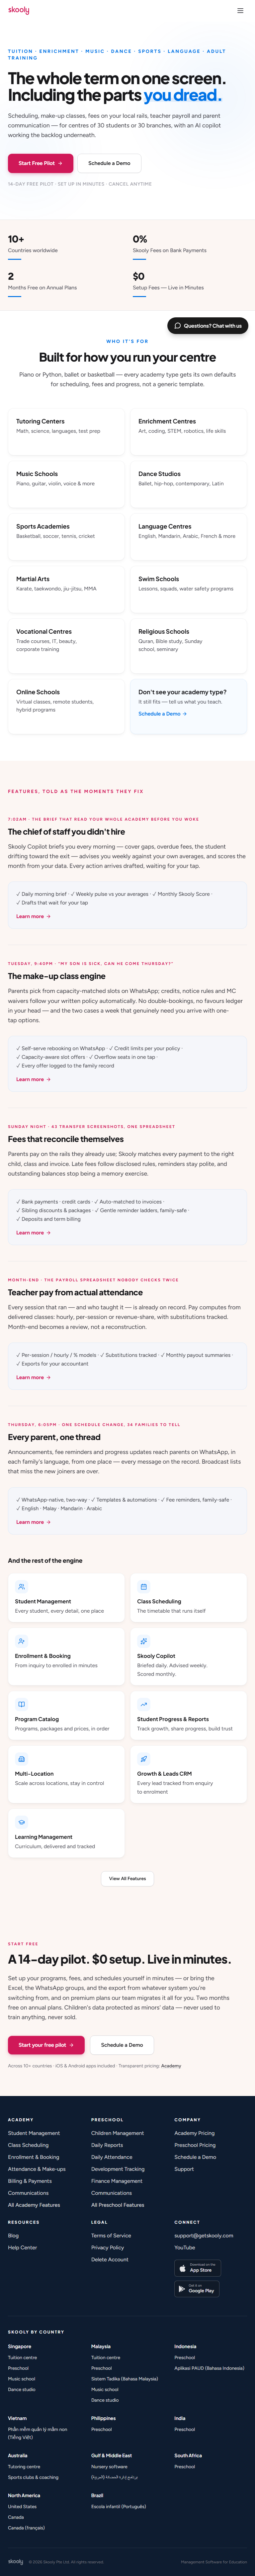 skooly
TUITION · ENRICHMENT · MUSIC · DANCE · SPORTS · LANGUAGE · ADULT
TRAINING
The whole term on one screen.
Including the parts you dread.
Scheduling, make-up classes, fees on your local rails, teacher payroll and parent
communication — for centres of 30 students or 30 branches, with an AI copilot
working the backlog underneath.
Start Free Pilot →
Schedule a Demo
14-DAY FREE PILOT · SET UP IN MINUTES · CANCEL ANYTIME
10+
Countries worldwide
0%
Skooly Fees on Bank Payments
2
Months Free on Annual Plans
$0
Setup Fees — Live in Minutes
Questions? Chat with us
WHO IT'S FOR
Built for how you run your centre
Piano or Python, ballet or basketball — every academy type gets its own defaults
for scheduling, fees and progress, not a generic template.
Tutoring Centers
Math, science, languages, test prep
Enrichment Centres
Art, coding, STEM, robotics, life skills
Music Schools
Piano, guitar, violin, voice & more
Dance Studios
Ballet, hip-hop, contemporary, Latin
Sports Academies
Basketball, soccer, tennis, cricket
Language Centres
English, Mandarin, Arabic, French & more
Martial Arts
Karate, taekwondo, jiu-jitsu, MMA
Swim Schools
Lessons, squads, water safety programs
Vocational Centres
Trade courses, IT, beauty,
corporate training
Religious Schools
Quran, Bible study, Sunday
school, seminary
Online Schools
Virtual classes, remote students,
hybrid programs
Don't see your academy type?
It still fits — tell us what you teach.
Schedule a Demo →
FEATURES, TOLD AS THE MOMENTS THEY FIX
7:02AM · THE BRIEF THAT READ YOUR WHOLE ACADEMY BEFORE YOU WOKE
The chief of staff you didn't hire
Skooly Copilot briefs you every morning — cover gaps, overdue fees, the student
drifting toward the exit — advises you weekly against your own averages, and scores the
month from your data. Every action arrives drafted, waiting for your tap.
✓ Daily morning brief · ✓ Weekly pulse vs your averages · ✓ Monthly Skooly Score ·
✓ Drafts that wait for your tap
Learn more →
TUESDAY, 9:40PM · "MY SON IS SICK, CAN HE COME THURSDAY?"
The make-up class engine
Parents pick from capacity-matched slots on WhatsApp; credits, notice rules and MC
waivers follow your written policy automatically. No double-bookings, no mystery ledger
in your head — and the two cases a week that genuinely need you arrive with one-tap
options.
✓ Self-serve rebooking on WhatsApp · ✓ Credit limits per your policy ·
✓ Capacity-aware slot offers · ✓ Overflow seats in one tap ·
✓ Every offer logged to the family record
Learn more →
SUNDAY NIGHT · 43 TRANSFER SCREENSHOTS, ONE SPREADSHEET
Fees that reconcile themselves
Parents pay on the rails they already use; Skooly matches every payment to the right
child, class and invoice. Late fees follow disclosed rules, reminders stay polite, and
outstanding balances stop being a memory exercise.
✓ Bank payments · credit cards · ✓ Auto-matched to invoices ·
✓ Sibling discounts & packages · ✓ Gentle reminder ladders, family-safe ·
✓ Deposits and term billing
Learn more →
MONTH-END · THE PAYROLL SPREADSHEET NOBODY CHECKS TWICE
Teacher pay from actual attendance
Every session that ran — and who taught it — is already on record. Pay computes from
delivered classes: hourly, per-session or revenue-share, with substitutions tracked.
Month-end becomes a review, not a reconstruction.
✓ Per-session / hourly / % models · ✓ Substitutions tracked · ✓ Monthly payout summaries ·
✓ Exports for your accountant
Learn more →
THURSDAY, 6:05PM · ONE SCHEDULE CHANGE, 34 FAMILIES TO TELL
Every parent, one thread
Announcements, fee reminders and progress updates reach parents on WhatsApp, in
each family's language, from one place — every message on the record. Broadcast lists
that miss the new joiners are over.
✓ WhatsApp-native, two-way · ✓ Templates & automations · ✓ Fee reminders, family-safe ·
✓ English · Malay · Mandarin · Arabic
Learn more →
And the rest of the engine
Student Management
Every student, every detail, one place
Class Scheduling
The timetable that runs itself
Enrollment & Booking
From inquiry to enrolled in minutes
Skooly Copilot
Briefed daily. Advised weekly.
Scored monthly.
Program Catalog
Programs, packages and prices, in order
Student Progress & Reports
Track growth, share progress, build trust
Multi-Location
Scale across locations, stay in control
Growth & Leads CRM
Every lead tracked from enquiry
to enrolment
Learning Management
Curriculum, delivered and tracked
View All Features
START FREE
A 14-day pilot. $0 setup. Live in minutes.
Set up your programs, fees, and schedules yourself in minutes — or bring the
Excel, the WhatsApp groups, and the export from whatever system you're
switching from, and on premium plans our team migrates it all for you. Two months
free on annual plans. Children's data protected as minors' data — never used to
train anything, never sold.
Start your free pilot →
Schedule a Demo
Across 10+ countries · iOS & Android apps included · Transparent pricing: Academy
ACADEMY
Student Management
Class Scheduling
Enrollment & Booking
Attendance & Make-ups
Billing & Payments
Communications
All Academy Features
PRESCHOOL
Children Management
Daily Reports
Daily Attendance
Development Tracking
Finance Management
Communications
All Preschool Features
COMPANY
Academy Pricing
Preschool Pricing
Schedule a Demo
Support
RESOURCES
Blog
Help Center
LEGAL
Terms of Service
Privacy Policy
Delete Account
CONNECT
support@getskooly.com
YouTube
Download on the
App Store
Get it on
Google Play
SKOOLY BY COUNTRY
Singapore
Tuition centre
Preschool
Music school
Dance studio
Malaysia
Tuition centre
Preschool
Sistem Tadika (Bahasa Malaysia)
Music school
Dance studio
Indonesia
Preschool
Aplikasi PAUD (Bahasa Indonesia)
Vietnam
Phần mềm quản lý mầm non
(Tiếng Việt)
Philippines
Preschool
India
Preschool
Australia
Tutoring centre
Sports clubs & coaching
Gulf & Middle East
Nursery software
برنامج إدارة الحضانة (العربية)
South Africa
Preschool
North America
United States
Canada
Canada (français)
Brazil
Escola infantil (Português)
skooly
© 2026 Skooly Pte Ltd. All rights reserved.
Management Software for Education